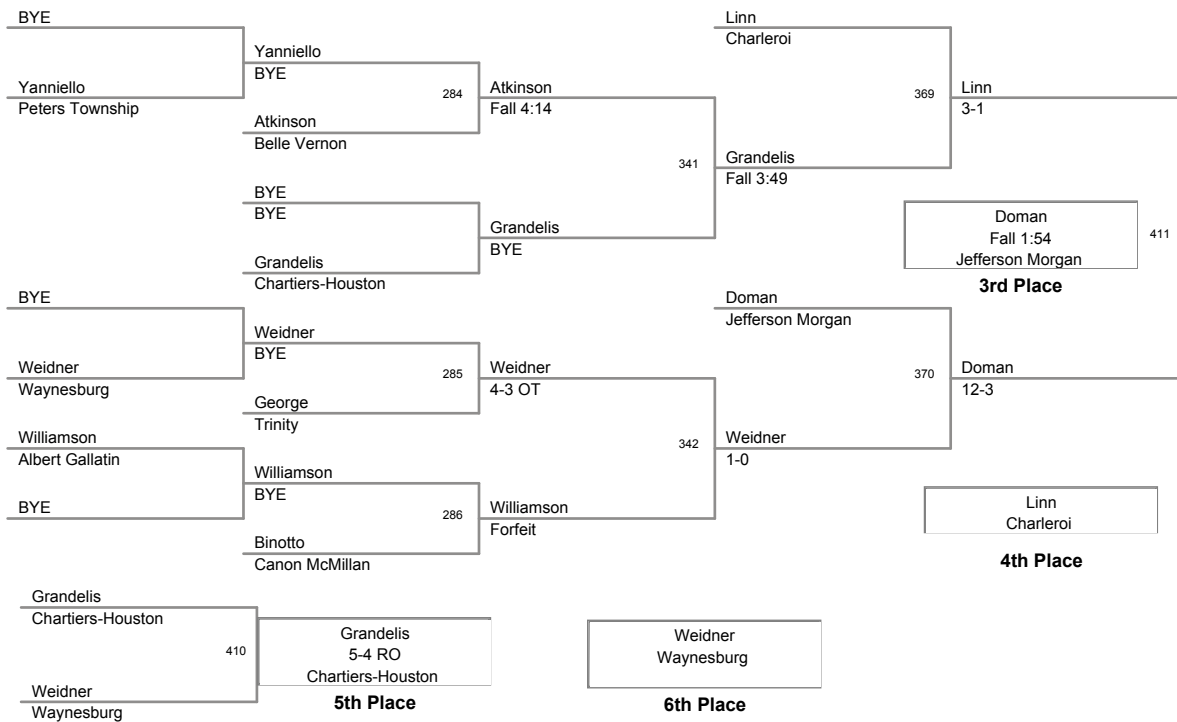 BYE
Linn
Charleroi
Yanniello
BYE
Yanniello
Peters Township
284
Atkinson
Fall 4:14
369
Linn
3-1
Atkinson
Belle Vernon
341
Grandelis
Fall 3:49
BYE
BYE
Grandelis
BYE
Doman
Fall 1:54
Jefferson Morgan
411
3rd Place
Grandelis
Chartiers-Houston
BYE
Doman
Jefferson Morgan
Weidner
BYE
Weidner
Waynesburg
285
Weidner
4-3 OT
370
Doman
12-3
George
Trinity
Williamson
Albert Gallatin
342
Weidner
1-0
Williamson
BYE
BYE
286
Williamson
Forfeit
Linn
Charleroi
4th Place
Binotto
Canon McMillan
Grandelis
Chartiers-Houston
410
Grandelis
5-4 RO
Chartiers-Houston
5th Place
Weidner
Waynesburg
6th Place
Weidner
Waynesburg